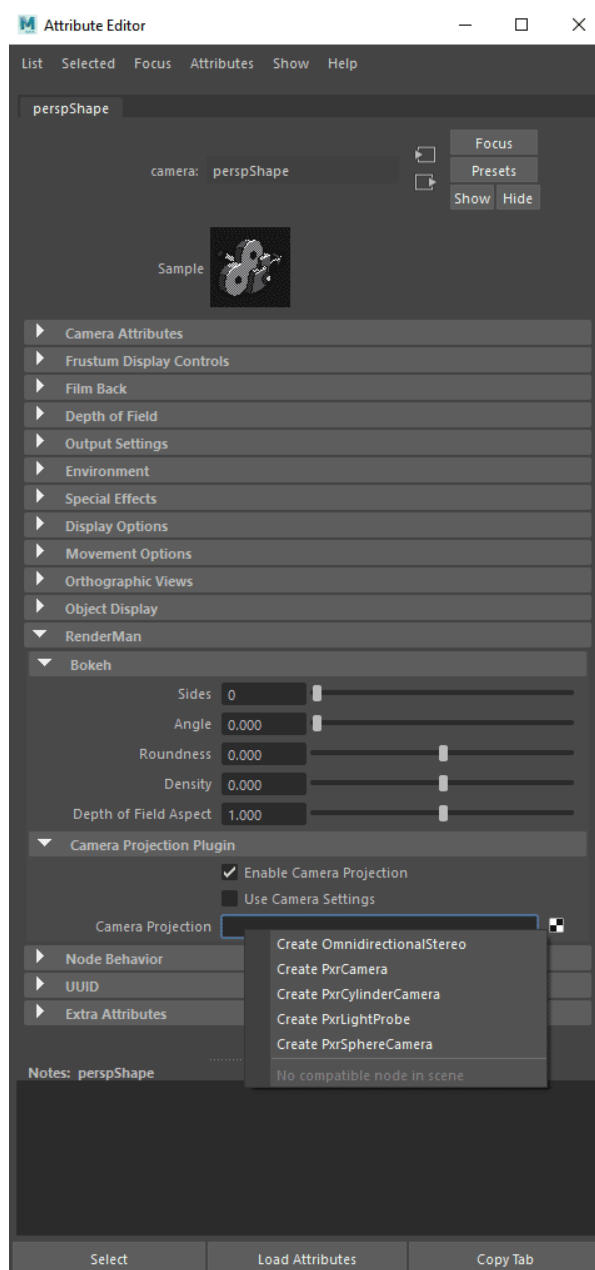 Attribute Editor
List Selected Focus Attributes Show Help
perspShape
Focus
camera: perspShape
Presets
Show Hide
Sample
Camera Attributes
Frustum Display Controls
Film Back
Depth of Field
Output Settings
Environment
Special Effects
Display Options
Movement Options
Orthographic Views
Object Display
RenderMan
Bokeh
Sides 0
Angle 0.000
Roundness 0.000
Density 0.000
Depth of Field Aspect 1.000
Camera Projection Plugin
Enable Camera Projection
Use Camera Settings
Camera Projection
Create OmnidirectionalStereo
Create PxrCamera
Create PxrCylinderCamera
Create PxrLightProbe
Create PxrSphereCamera
No compatible node in scene
Node Behavior
UUID
Extra Attributes
Notes: perspShape
Select Load Attributes Copy Tab